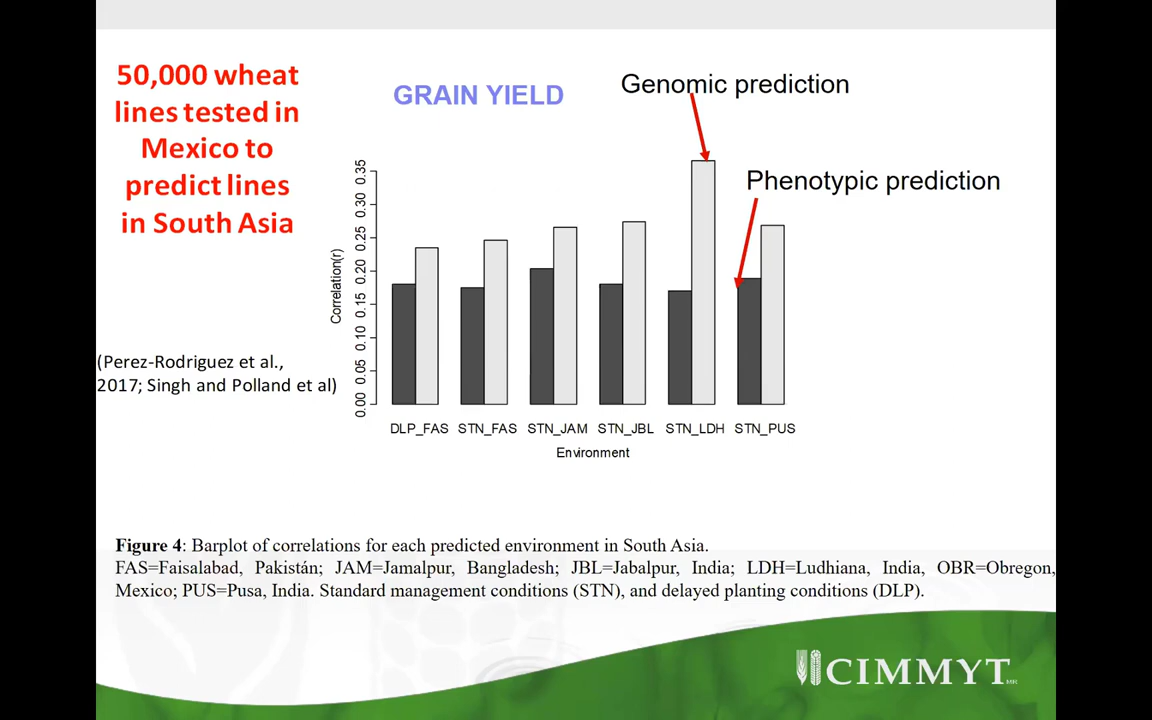 50,000 wheat
lines tested in
Mexico to
predict lines
in South Asia
GRAIN YIELD
Genomic prediction
Phenotypic prediction
(Perez-Rodriguez et al.,
2017; Singh and Polland et al)
Correlation(r)
0.35
0.30
0.25
0.20
0.15
0.10
0.05
0.00
DLP_FAS STN_FAS STN_JAM STN_JBL STN_LDH STN_PUS
Environment
Figure 4: Barplot of correlations for each predicted environment in South Asia.
FAS=Faisalabad, Pakistán; JAM=Jamalpur, Bangladesh; JBL=Jabalpur, India; LDH=Ludhiana, India, OBR=Obregon,
Mexico; PUS=Pusa, India. Standard management conditions (STN), and delayed planting conditions (DLP).
CIMMYT MR